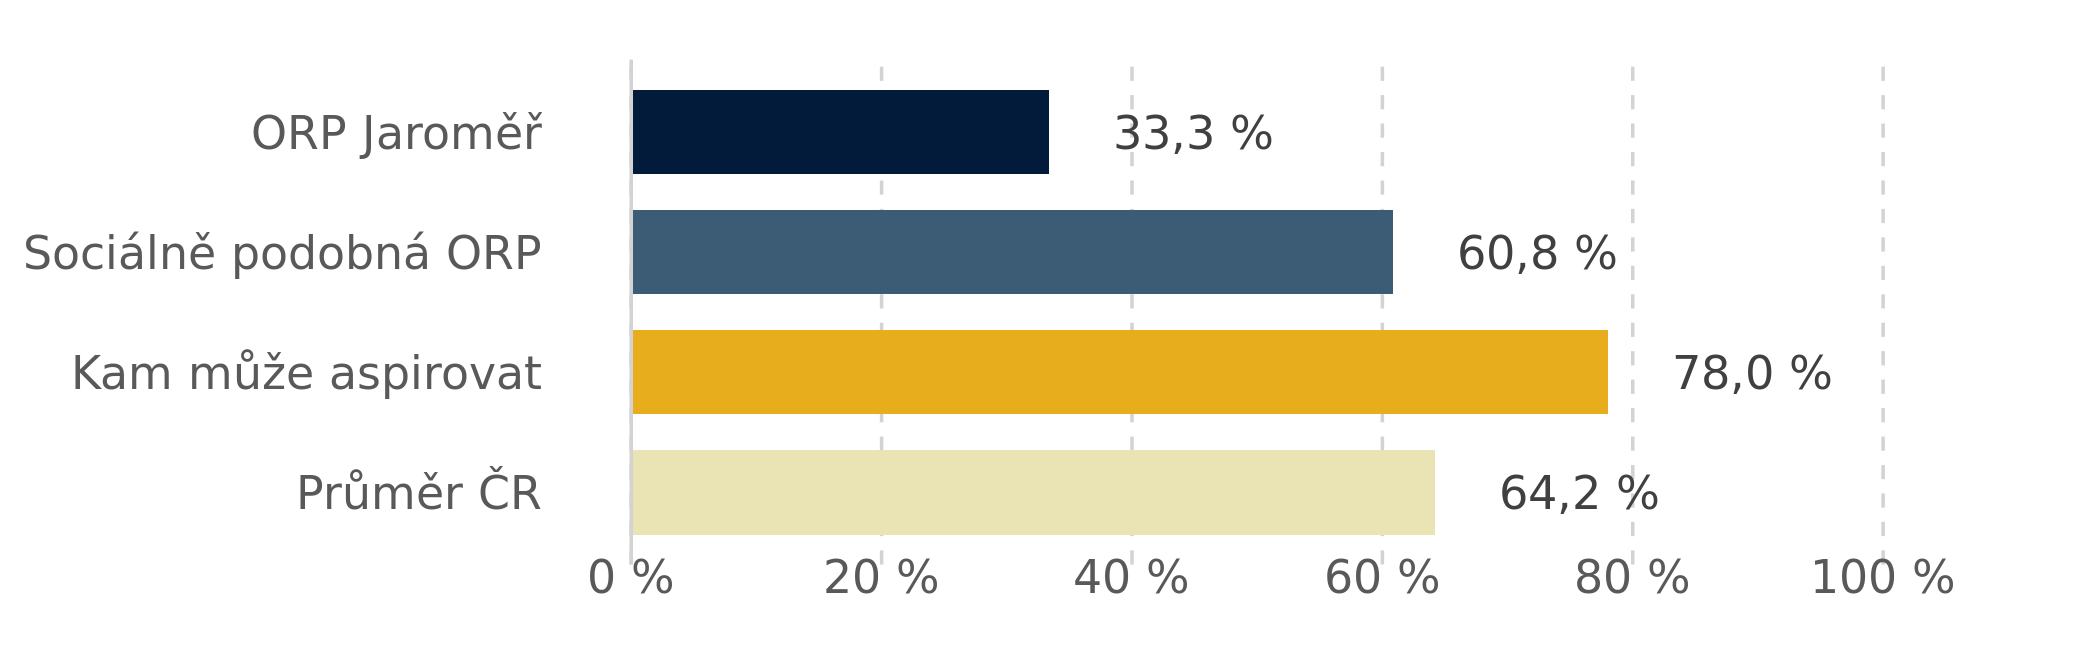 ORP Jaroměř
33,3 %
Sociálně podobná ORP
60,8 %
Kam může aspirovat
78,0 %
Průměr ČR
64,2 %
0 % 20 % 40 % 60 % 80 % 100 %